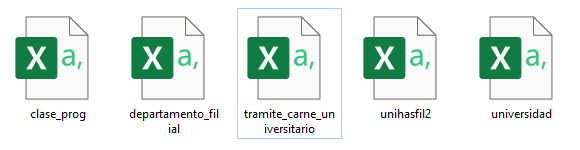 clase_prog
departamento_fil
ial
tramite_carne_un
iversitario
unihasfil2
universidad